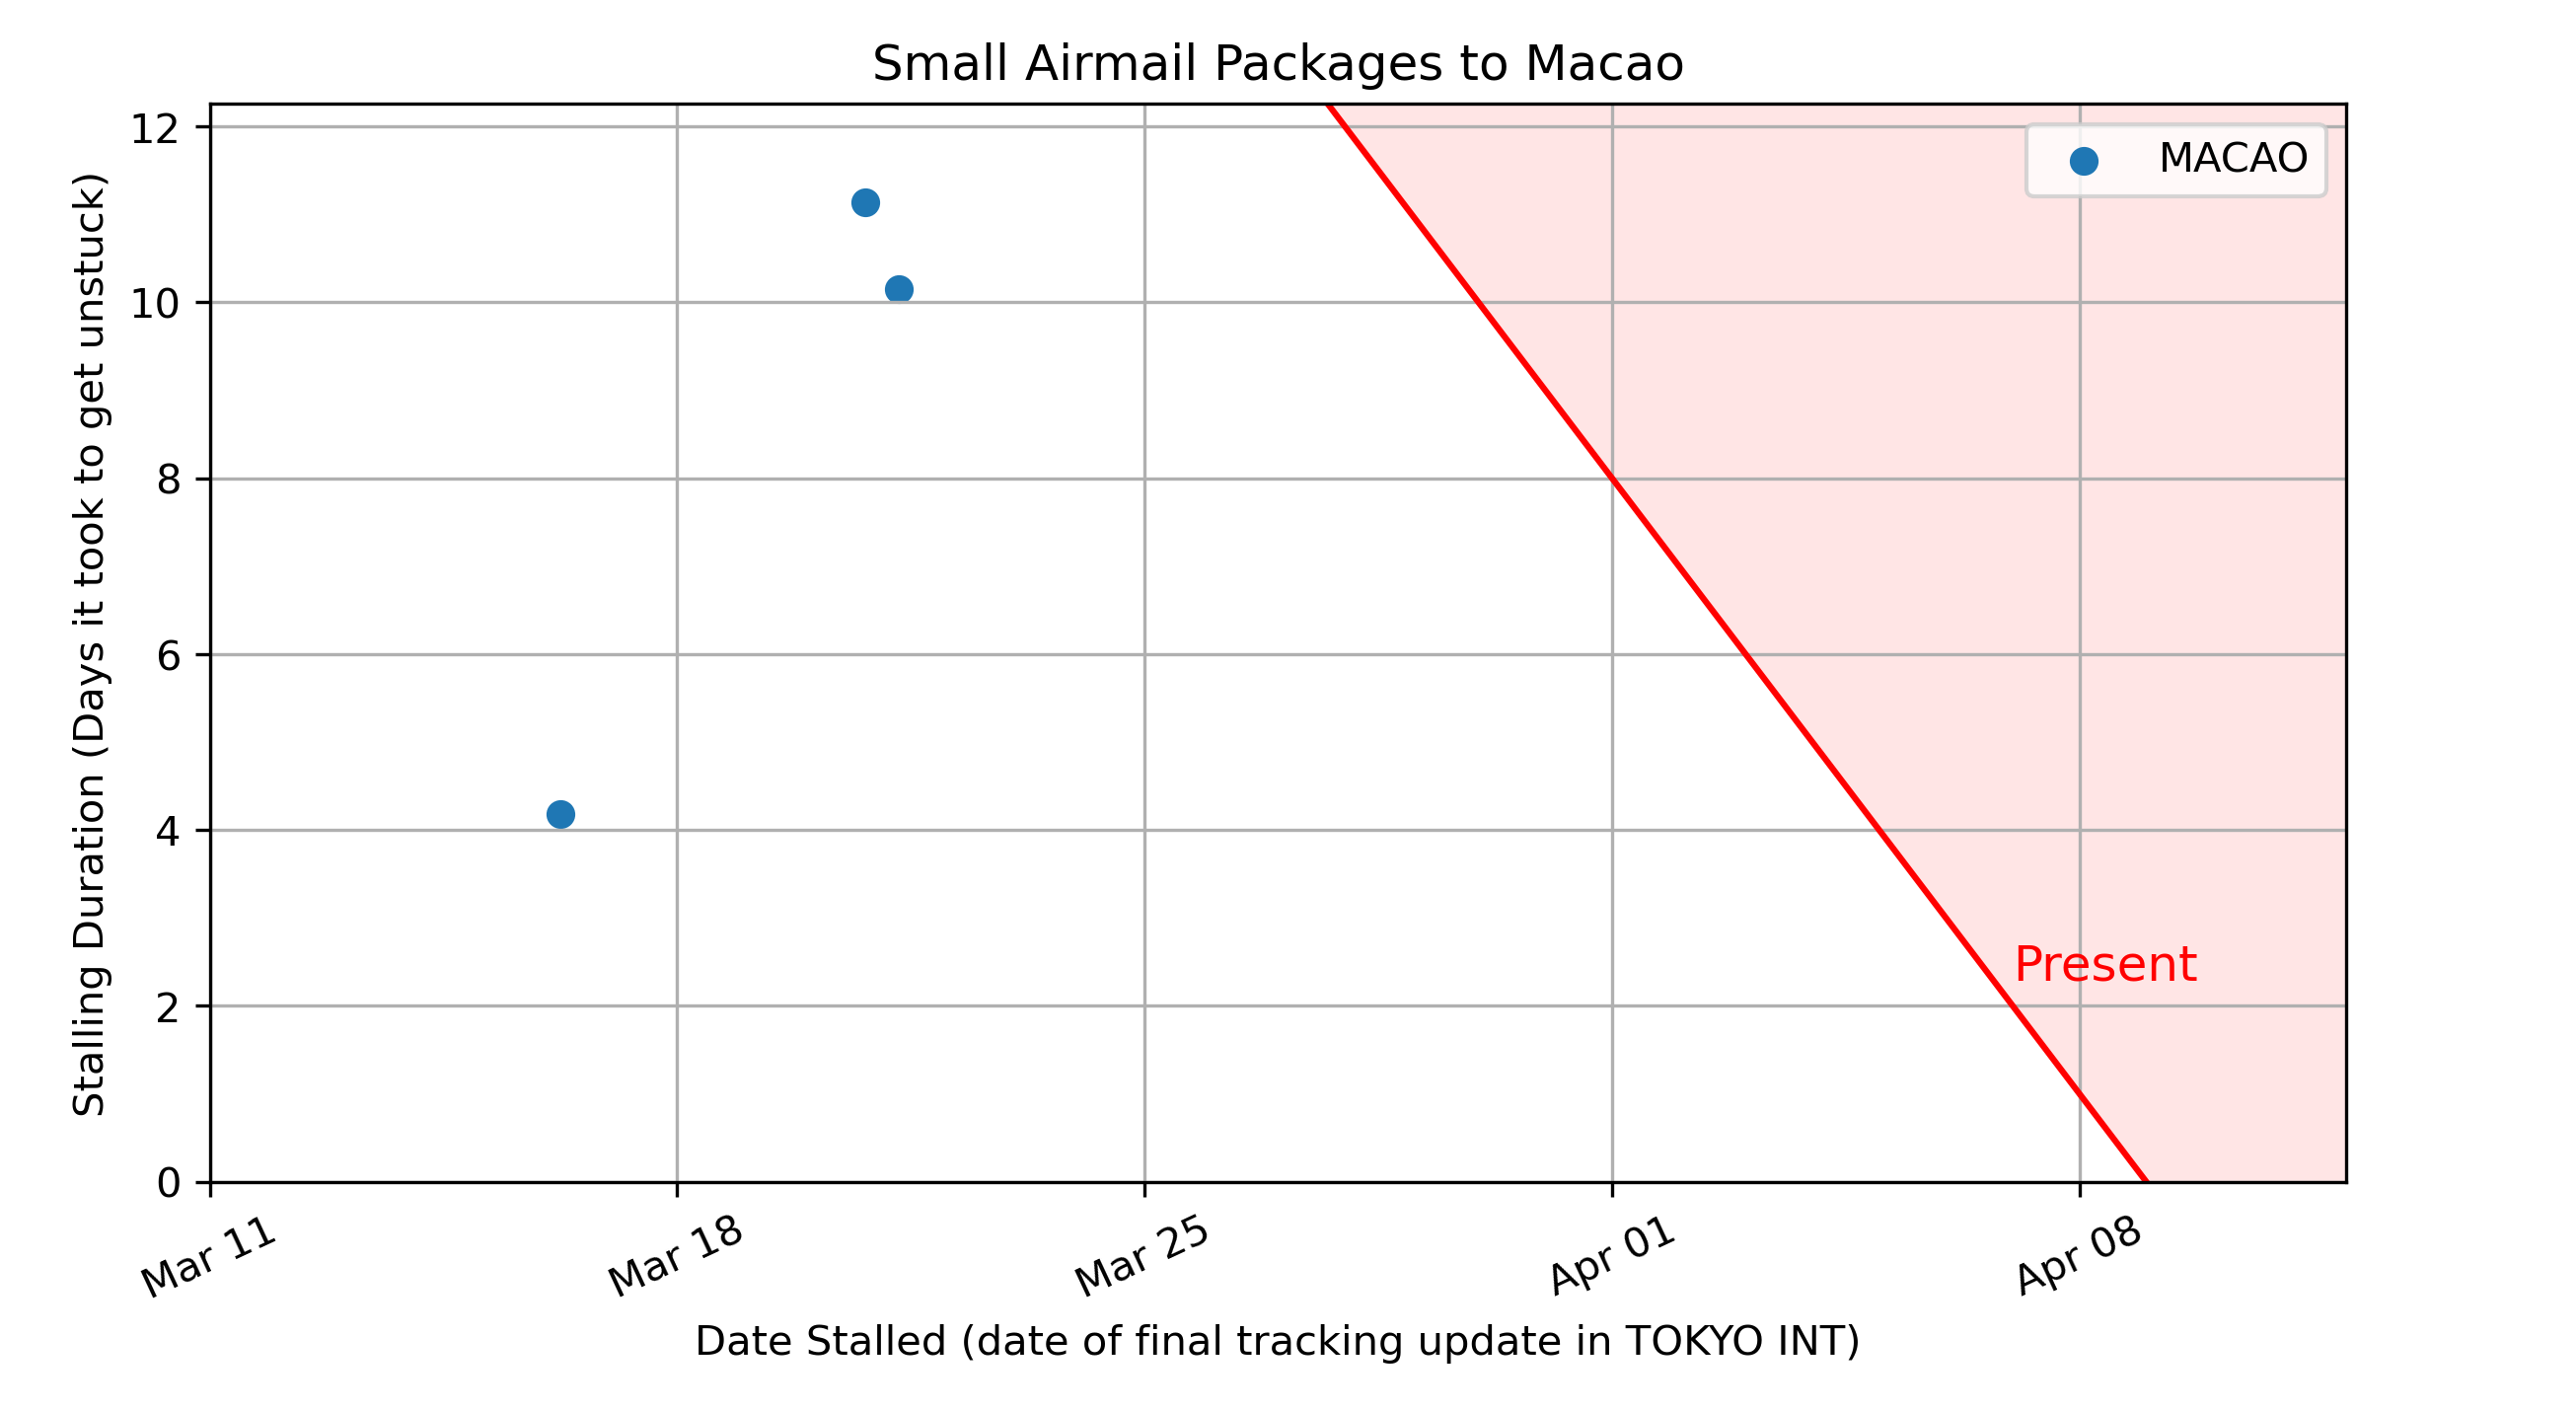 Small Airmail Packages to Macao
MACAO
12
10
8
6
4
2
0
Stalling Duration (Days it took to get unstuck)
Present
Mar 11
Mar 18
Mar 25
Apr 01
Apr 08
Date Stalled (date of final tracking update in TOKYO INT)